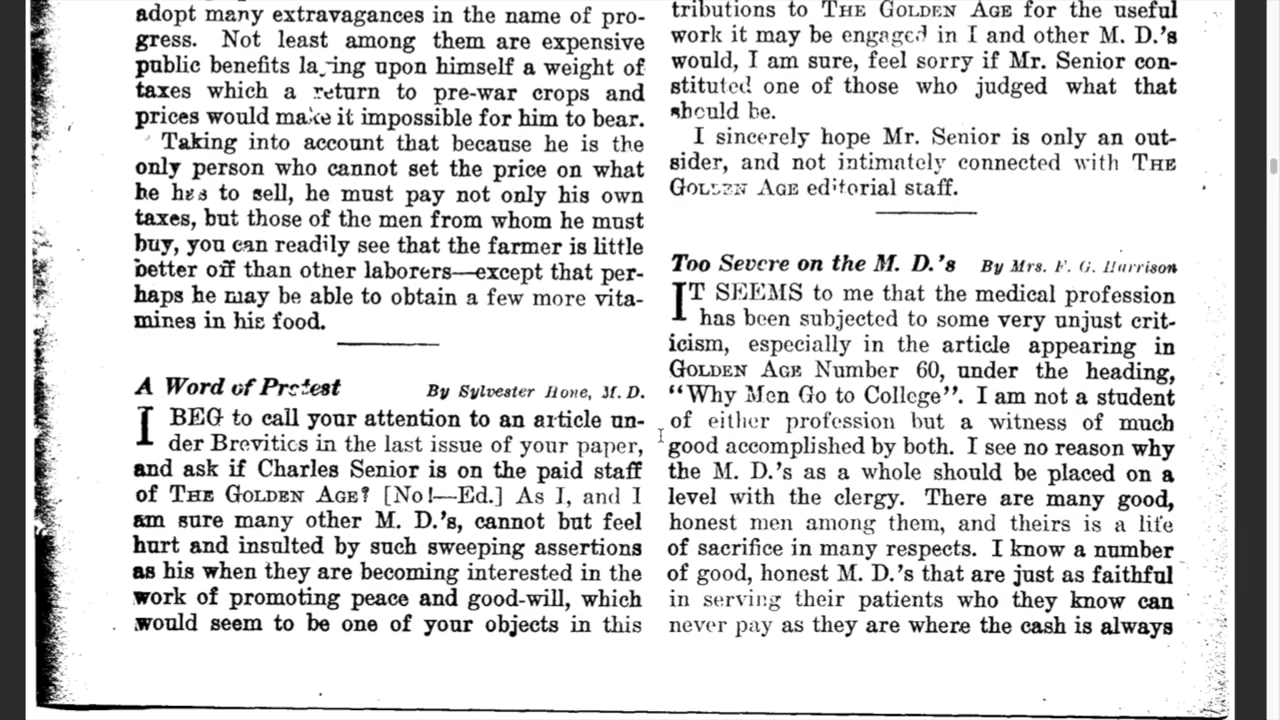 adopt many extravagances in the name of pro-
gress. Not least among them are expensive
public benefits laying upon himself a weight of
taxes which a return to pre-war crops and
prices would make it impossible for him to bear.
Taking into account that because he is the
only person who cannot set the price on what
he has to sell, he must pay not only his own
taxes, but those of the men from whom he must
buy, you can readily see that the farmer is little
better off than other laborers—except that per-
haps he may be able to obtain a few more vita-
mines in his food.
A Word of Protest By Sylvester Hone, M. D.
I BEG to call your attention to an article un-
der Brevities in the last issue of your paper,
and ask if Charles Senior is on the paid staff
of THE GOLDEN AGE? [No!—Ed.] As I, and I
am sure many other M. D.'s, cannot but feel
hurt and insulted by such sweeping assertions
as his when they are becoming interested in the
work of promoting peace and good-will, which
would seem to be one of your objects in this
tributions to THE GOLDEN AGE for the useful
work it may be engaged in I and other M. D.'s
would, I am sure, feel sorry if Mr. Senior con-
stituted one of those who judged what that
should be.
I sincerely hope Mr. Senior is only an out-
sider, and not intimately connected with THE
GOLDEN AGE editorial staff.
Too Severe on the M. D.'s By Mrs. F. G. Harrison
IT SEEMS to me that the medical profession
has been subjected to some very unjust crit-
icism, especially in the article appearing in
GOLDEN AGE Number 60, under the heading,
"Why Men Go to College". I am not a student
of either profession but a witness of much
good accomplished by both. I see no reason why
the M. D.'s as a whole should be placed on a
level with the clergy. There are many good,
honest men among them, and theirs is a life
of sacrifice in many respects. I know a number
of good, honest M. D.'s that are just as faithful
in serving their patients who they know can
never pay as they are where the cash is always